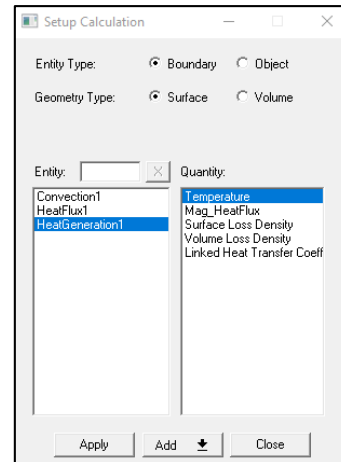 Setup Calculation
Entity Type: Boundary Object
Geometry Type: Surface Volume
Entity: X Quantity:
Convection1
HeatFlux1
HeatGeneration1
Temperature
Mag_HeatFlux
Surface Loss Density
Volume Loss Density
Linked Heat Transfer Coeff
Apply Add Close